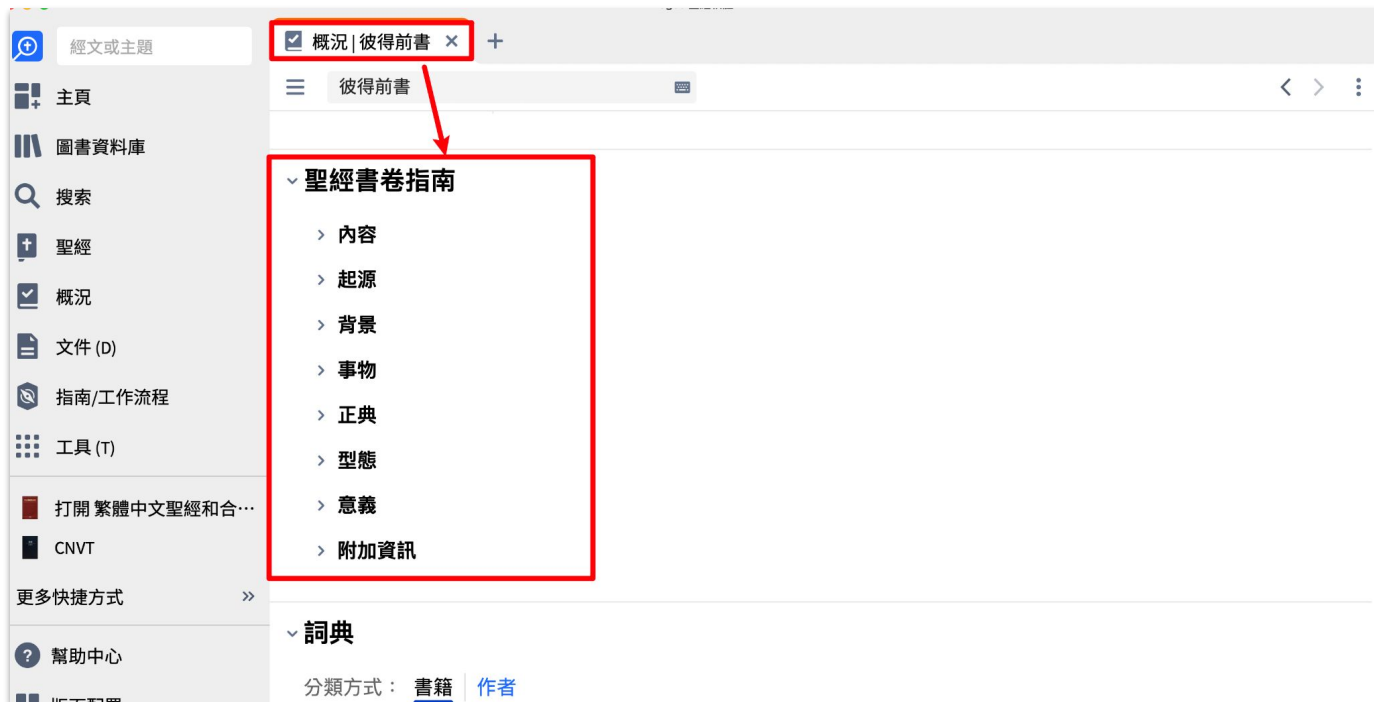 經文或主題
主頁
圖書資料庫
搜索
聖經
概況
文件 (D)
指南/工作流程
工具 (T)
打開 繁體中文聖經和合…
CNVT
更多快捷方式 »
幫助中心
概況 | 彼得前書 × +
彼得前書
聖經書卷指南
內容
起源
背景
事物
正典
型態
意義
附加資訊
詞典
分類方式： 書籍 作者